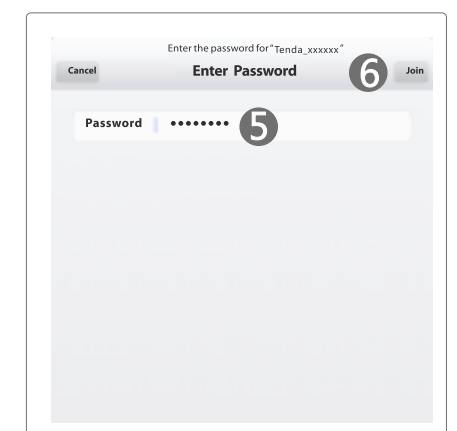 Enter the password for "Tenda_xxxxxx"
Cancel Enter Password 6 Join
Password •••••••• 5